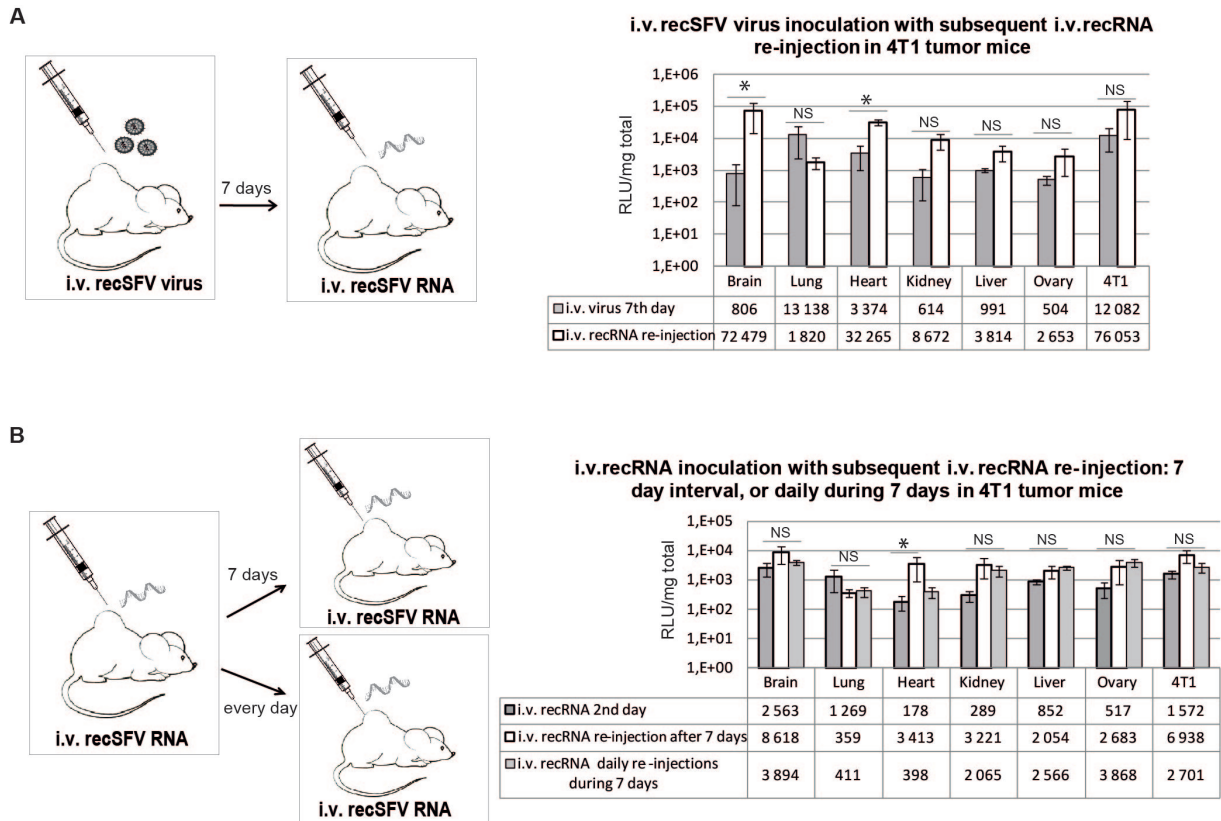 A
i.v. recSFV virus
7 days
i.v. recSFV RNA
i.v. recSFV virus inoculation with subsequent i.v.recRNA
re-injection in 4T1 tumor mice
RLU/mg total
1,E+06
1,E+05
1,E+04
1,E+03
1,E+02
1,E+01
1,E+00
* NS * NS NS NS NS
Brain Lung Heart Kidney Liver Ovary 4T1
i.v. virus 7th day 806 13 138 3 374 614 991 504 12 082
i.v. recRNA re-injection 72 479 1 820 32 265 8 672 3 814 2 653 76 053
B
i.v. recSFV RNA
7 days
i.v. recSFV RNA
every day
i.v. recSFV RNA
i.v.recRNA inoculation with subsequent i.v. recRNA re-injection: 7
day interval, or daily during 7 days in 4T1 tumor mice
RLU/mg total
1,E+05
1,E+04
1,E+03
1,E+02
1,E+01
1,E+00
NS NS * NS NS NS NS
Brain Lung Heart Kidney Liver Ovary 4T1
i.v. recRNA 2nd day 2 563 1 269 178 289 852 517 1 572
i.v. recRNA re-injection after 7 days 8 618 359 3 413 3 221 2 054 2 683 6 938
i.v. recRNA daily re-injections
during 7 days 3 894 411 398 2 065 2 566 3 868 2 701